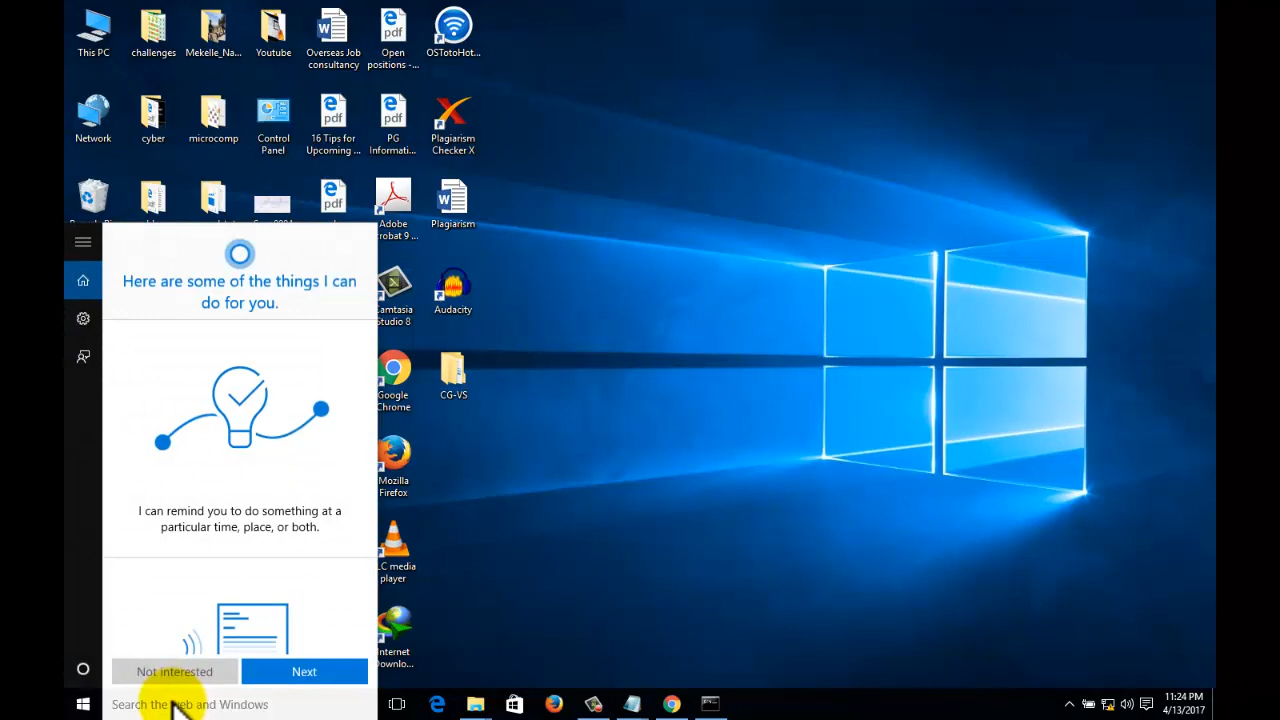 This PC
challenges
Mekelle_Na...
Youtube
Overseas Job
consultancy
Open
positions -...
OSTotoHot...
Network
cyber
microcomp
Control
Panel
16 Tips for
Upcoming ...
PG
Informati...
Plagiarism
Checker X
Adobe
Acrobat 9 ...
Plagiarism
Camtasia
Studio 8
Audacity
Google
Chrome
CG-VS
Mozilla
Firefox
VLC media
player
Internet
Downlo...
Here are some of the things I can
do for you.
I can remind you to do something at a
particular time, place, or both.
Not interested
Next
Search the web and Windows
11:24 PM
4/13/2017